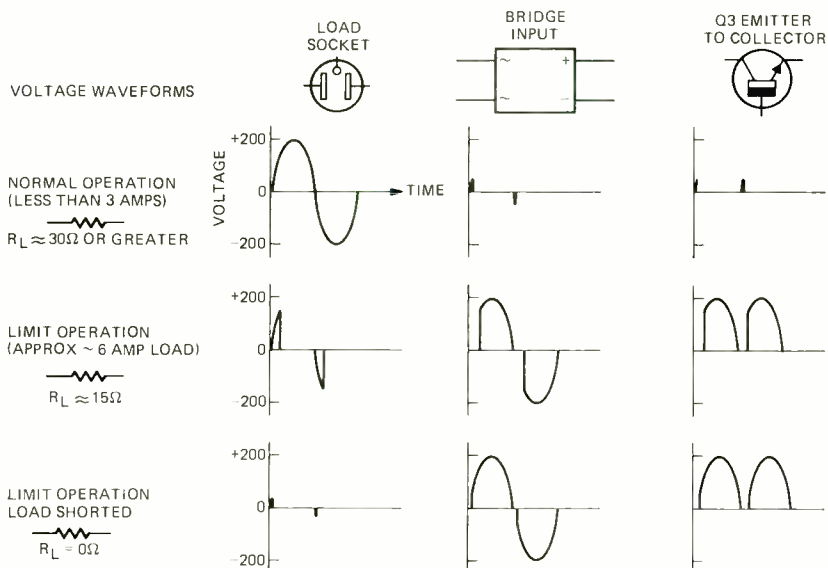 LOAD
SOCKET
BRIDGE
INPUT
Q3 EMITTER
TO COLLECTOR
VOLTAGE WAVEFORMS
~ +
~ −
NORMAL OPERATION
(LESS THAN 3 AMPS)
RL ≈ 30Ω OR GREATER
VOLTAGE
+200
0
−200
TIME
LIMIT OPERATION
(APPROX ~ 6 AMP LOAD)
RL ≈ 15Ω
+200
0
−200
LIMIT OPERATION
LOAD SHORTED
RL = 0Ω
+200
0
−200